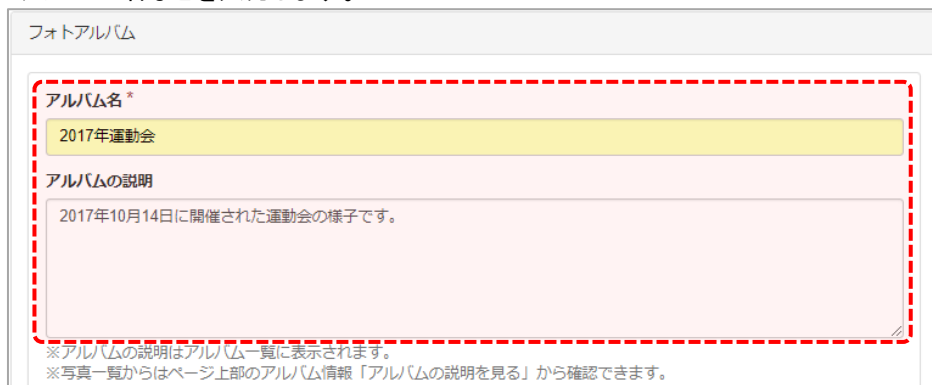 フォトアルバム
アルバム名*
2017年運動会
アルバムの説明
2017年10月14日に開催された運動会の様子です。
※アルバムの説明はアルバム一覧に表示されます。
※写真一覧からはページ上部のアルバム情報「アルバムの説明を見る」から確認できます。